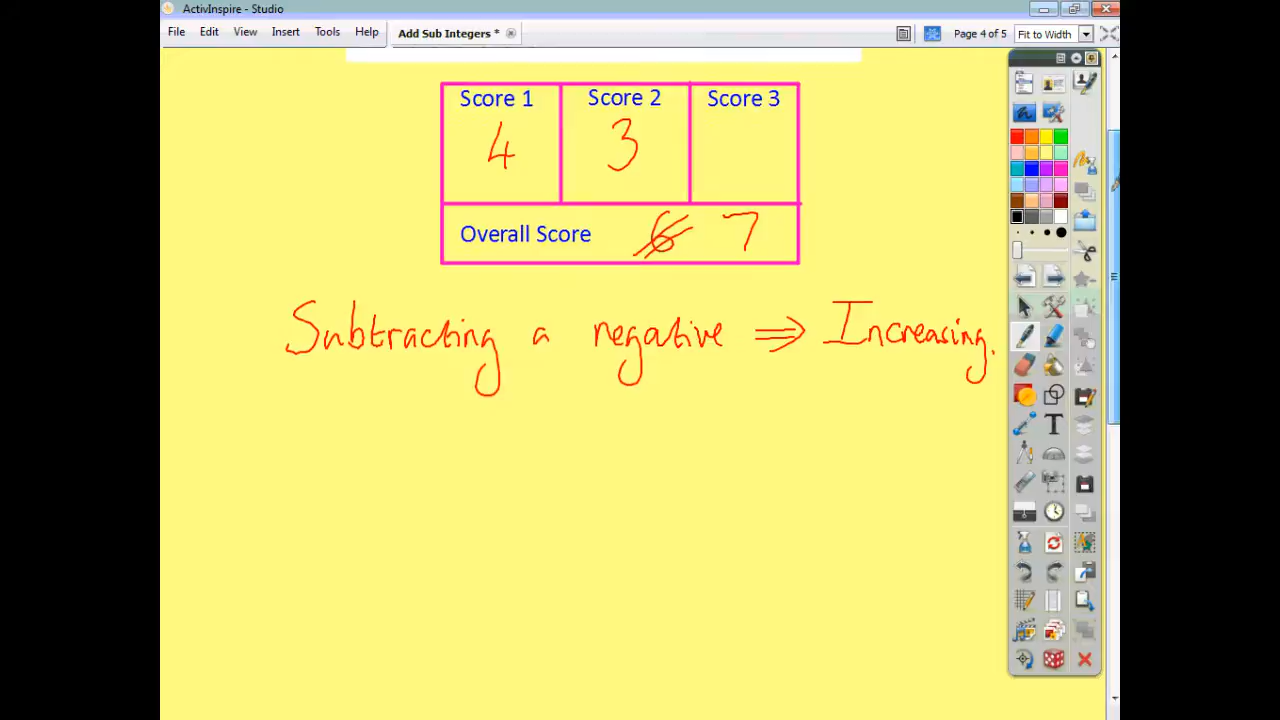 ActivInspire - Studio
File Edit View Insert Tools Help Add Sub Integers * Page 4 of 5 Fit to Width
Score 1 Score 2 Score 3
4 3
Overall Score 6 7
Subtracting a negative ⇒ Increasing.
T